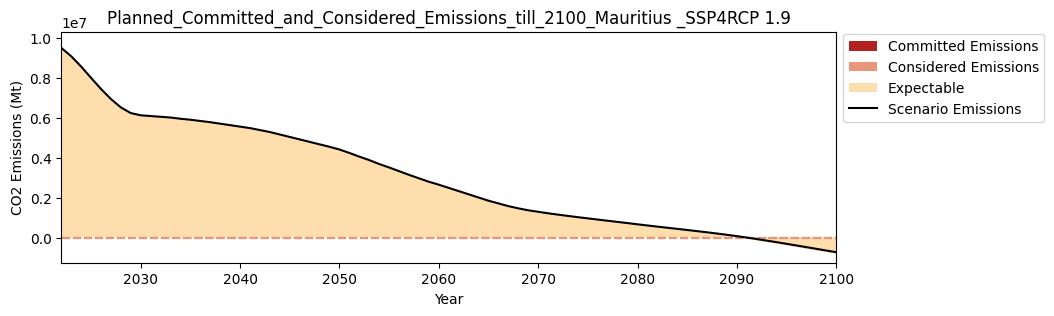 Planned_Committed_and_Considered_Emissions_till_2100_Mauritius _SSP4RCP 1.9
1e7
1.0
0.8
0.6
0.4
0.2
0.0
CO2 Emissions (Mt)
2030 2040 2050 2060 2070 2080 2090 2100
Year
Committed Emissions
Considered Emissions
Expectable
Scenario Emissions